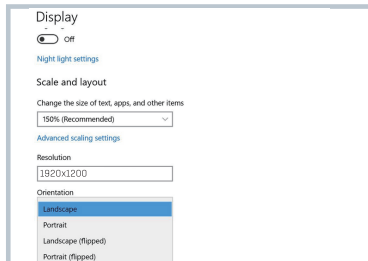 Display
Off
Night light settings
Scale and layout
Change the size of text, apps, and other items
150% (Recommended)
Advanced scaling settings
Resolution
1920x1200
Orientation
Landscape
Portrait
Landscape (flipped)
Portrait (flipped)